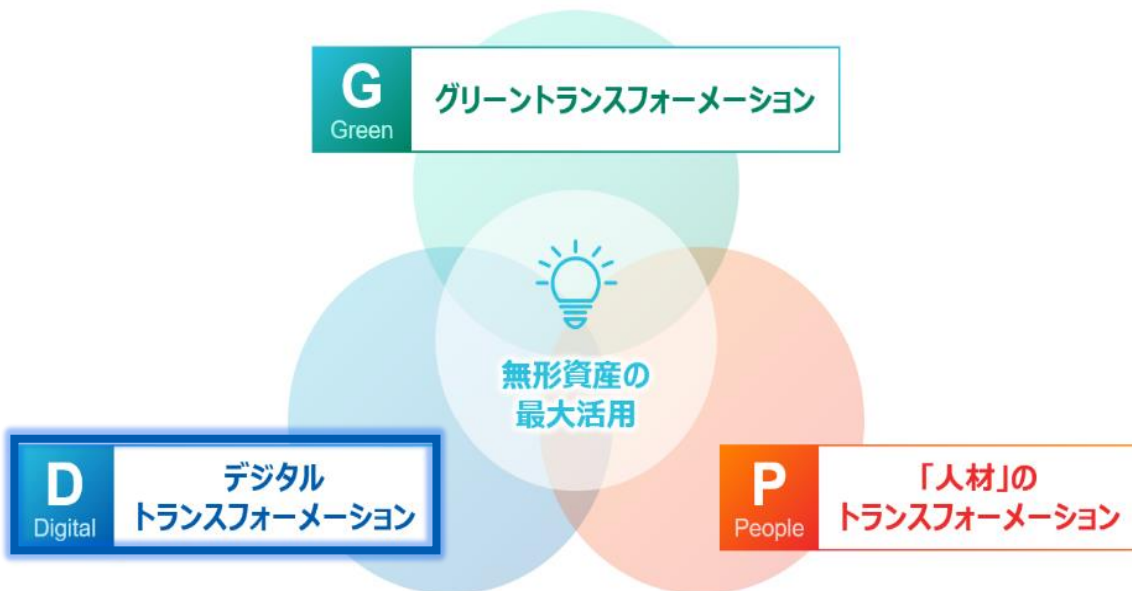 G
Green
グリーントランスフォーメーション
無形資産の
最大活用
D
Digital
デジタル
トランスフォーメーション
P
People
「人材」の
トランスフォーメーション